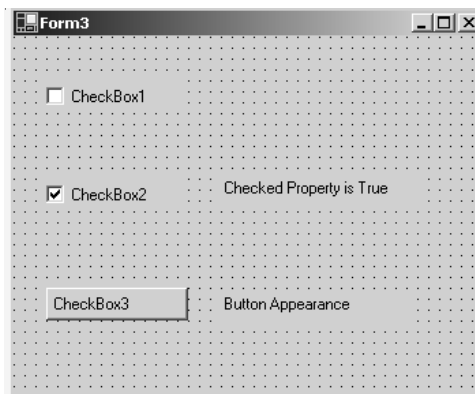 Form3
CheckBox1
CheckBox2
Checked Property is True
CheckBox3
Button Appearance